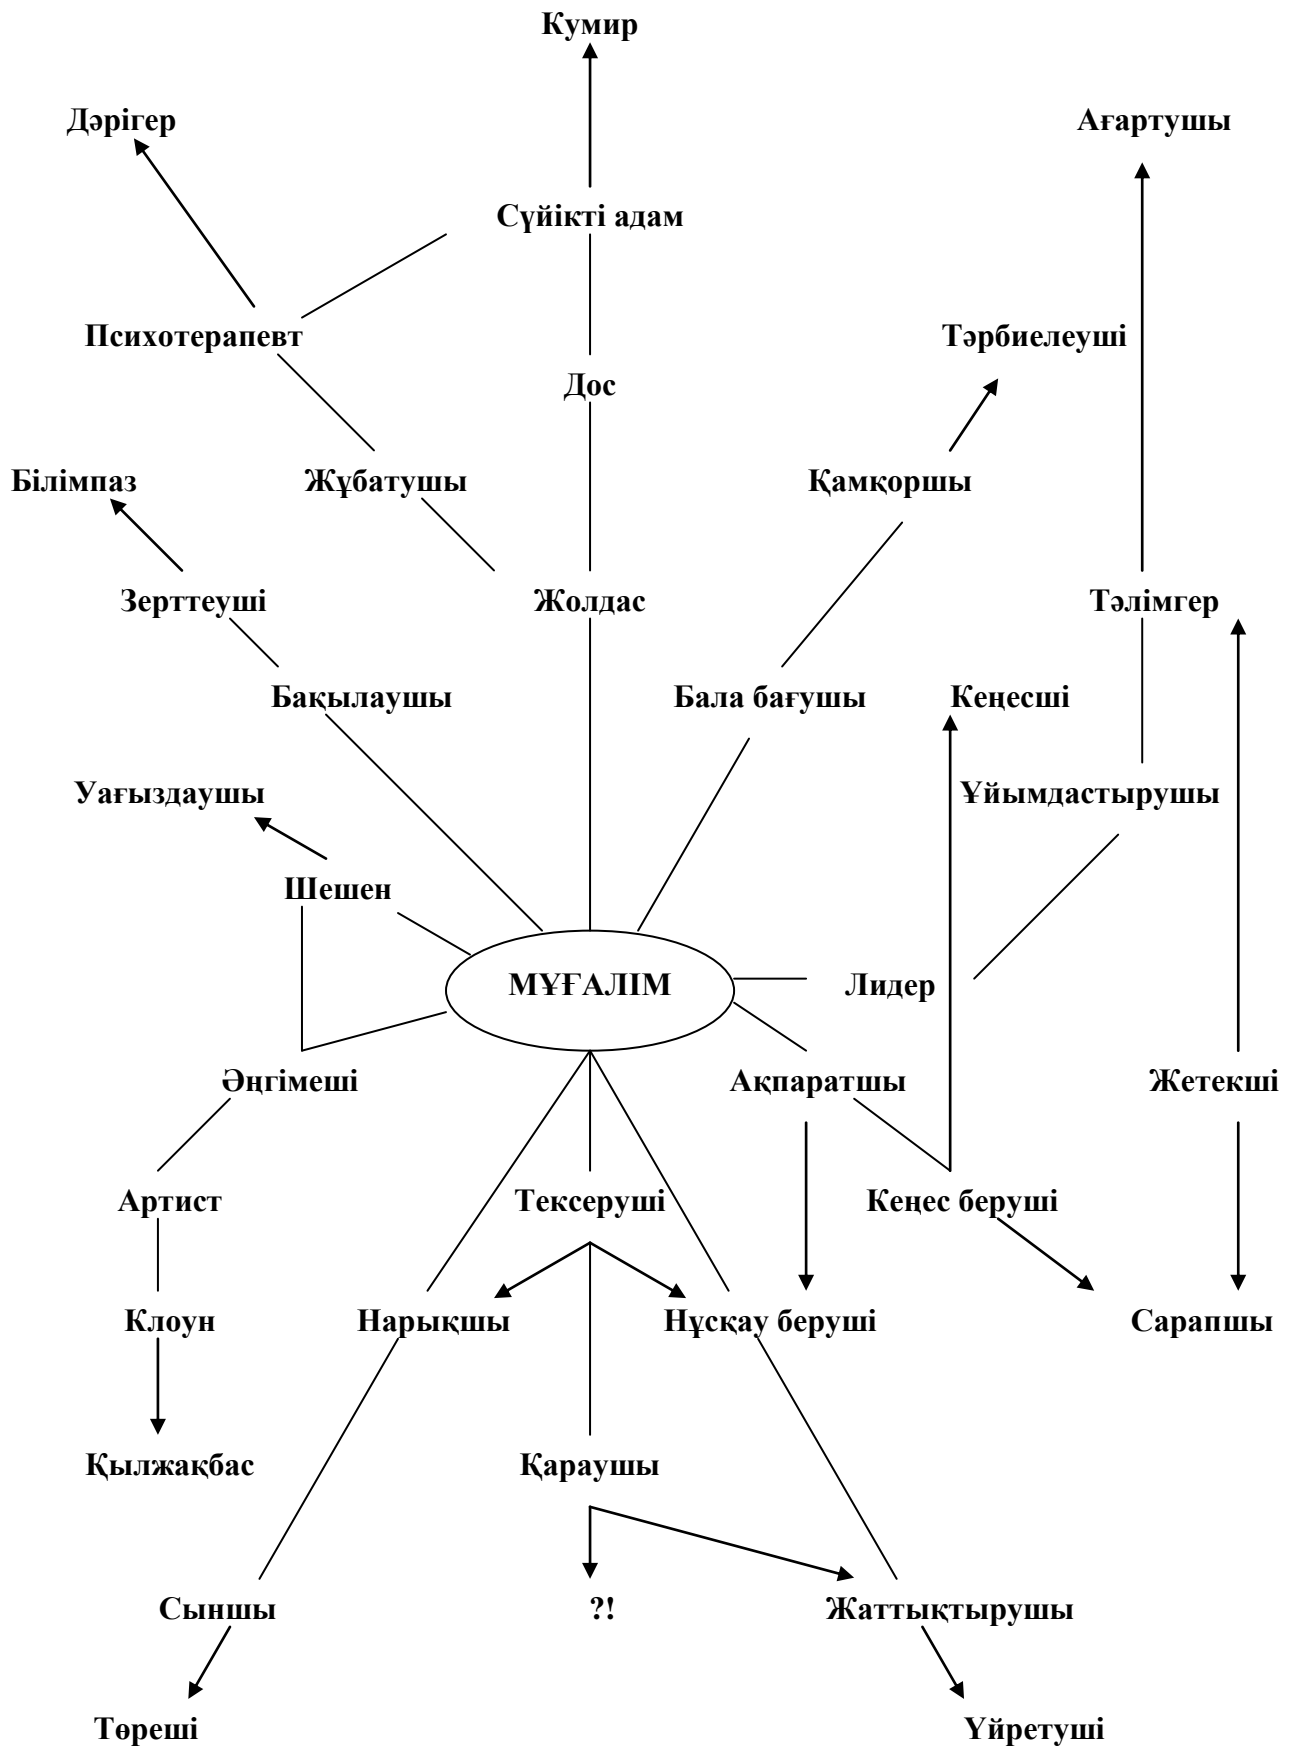 Кумир
Дәрігер
Ағартушы
Сүйікті адам
Психотерапевт
Тәрбиелеуші
Дос
Білімпаз
Жұбатушы
Қамқоршы
Зерттеуші
Жолдас
Тәлімгер
Бақылаушы
Бала бағушы
Кеңесші
Уағыздаушы
Ұйымдастырушы
Шешен
МҰҒАЛІМ
Лидер
Әңгімеші
Ақпаратшы
Жетекші
Артист
Тексеруші
Кеңес беруші
Клоун
Нарықшы
Нұсқау беруші
Сарапшы
Қылжақбас
Қараушы
Сыншы
?!
Жаттықтырушы
Төреші
Үйретуші